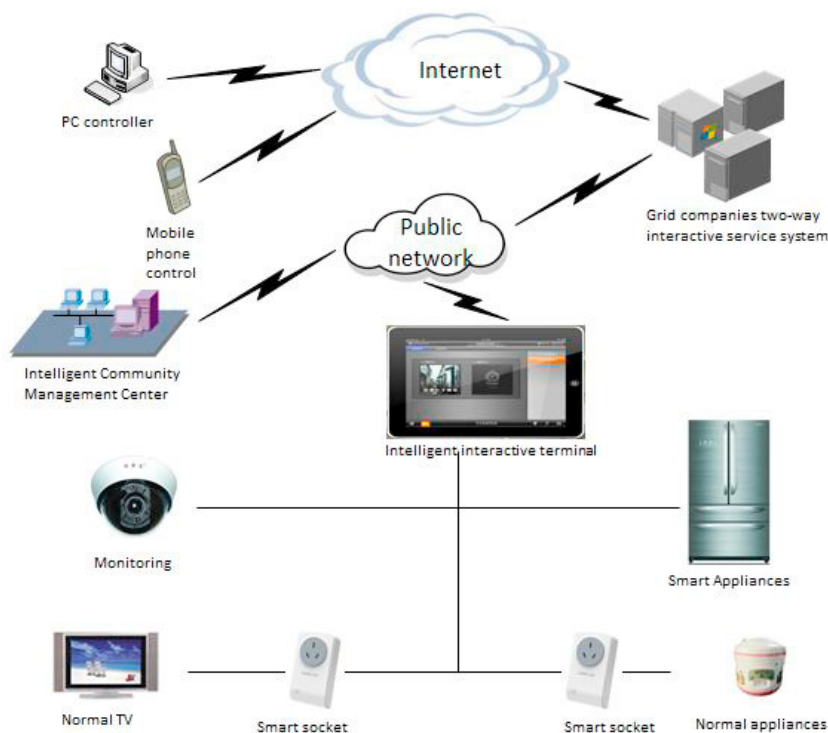 Internet
PC controller
Grid companies two-way
interactive service system
Mobile
phone
control
Public
network
Intelligent Community
Management Center
Intelligent interactive terminal
Monitoring
Smart Appliances
Normal TV
Smart socket
Smart socket
Normal appliances